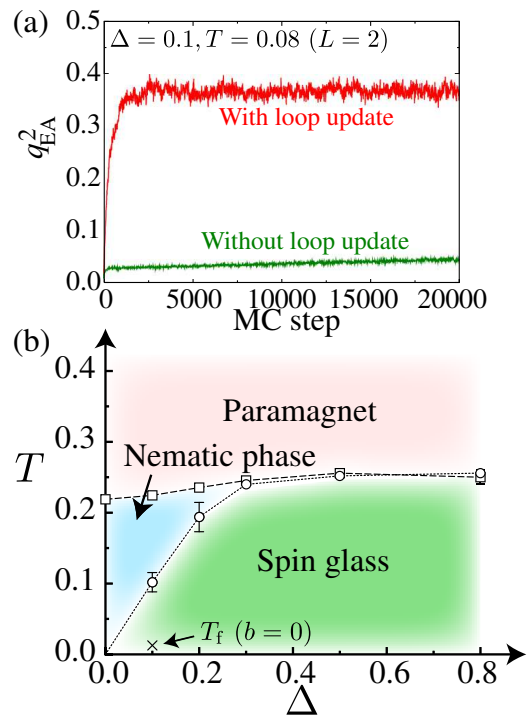 (a)
0.5
Δ = 0.1, T = 0.08 (L = 2)
0.4
With loop update
0.3
q²_EA
0.2
Without loop update
0.1
0.0
0 5000 10000 15000 20000
MC step
(b)
0.4
Paramagnet
0.3
Nematic phase
T
0.2
Spin glass
0.1
T_f (b = 0)
0.0
0.0 0.2 0.4 0.6 0.8
Δ